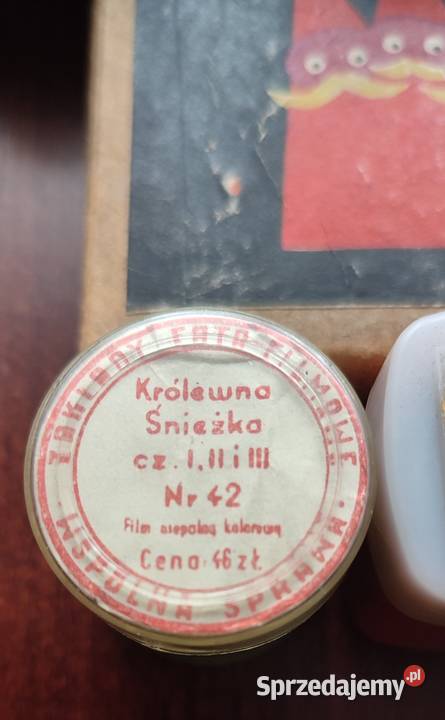 ZAKŁADY FOTO FILMOWE
Królewna
Śnieżka
cz. I, II i III
Nr 42
Film niepalny kolorowy
Cena: 46 zł.
WSPÓLNA SPRAWA
Sprzedajemy.pl